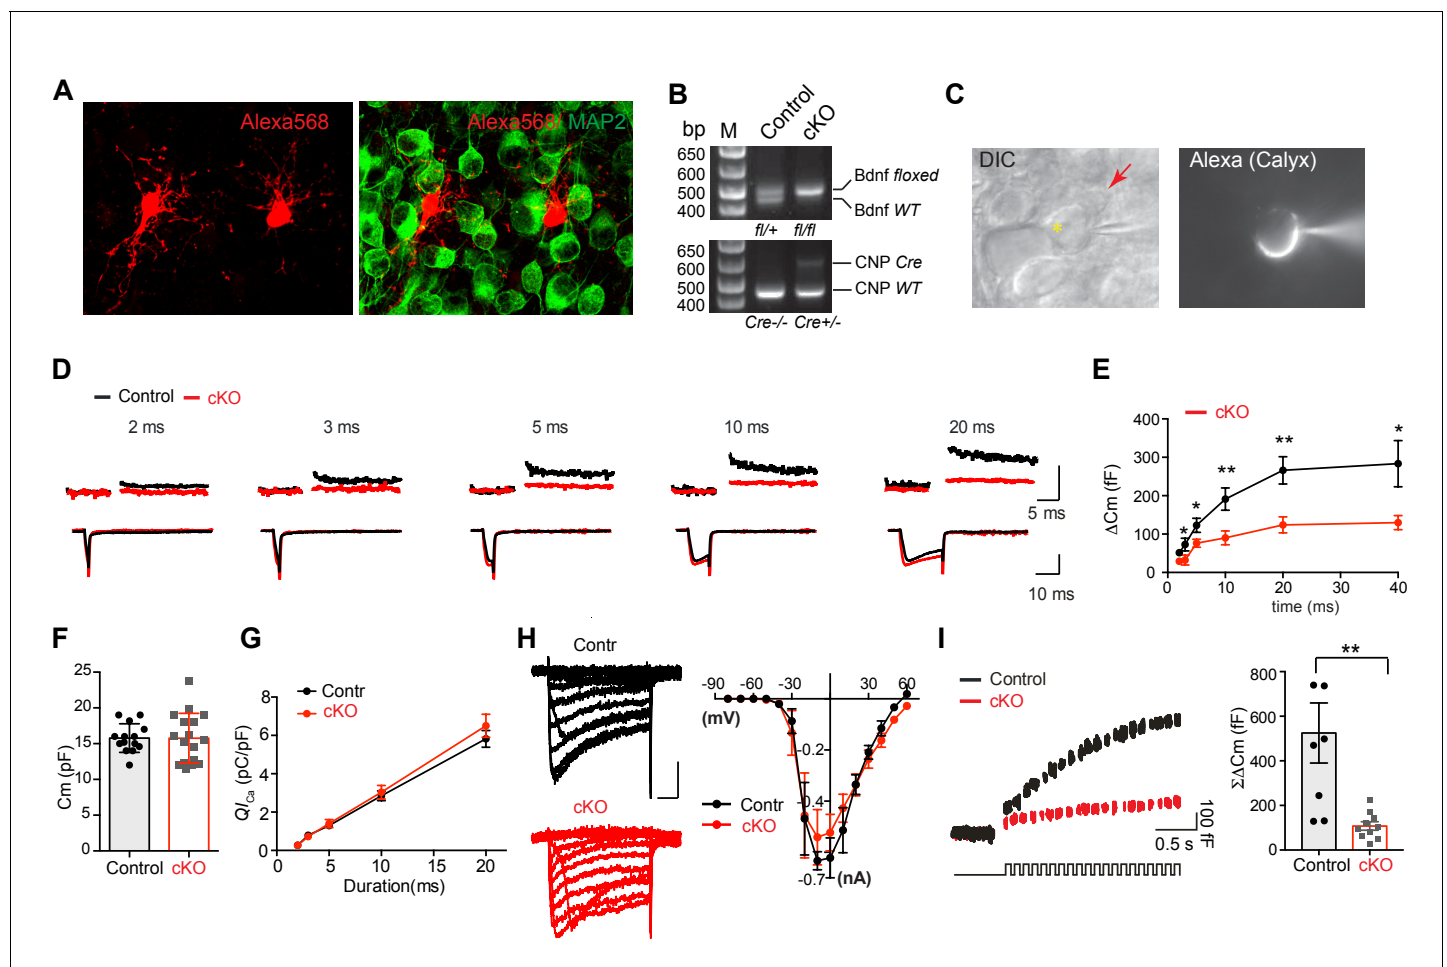 A
Alexa568
Alexa568/ MAP2
B
bp
M
Control
cKO
650
600
500
400
Bdnf floxed
Bdnf WT
fl/+
fl/fl
650
600
500
400
CNP Cre
CNP WT
Cre-/-
Cre+/-
C
DIC
*
Alexa (Calyx)
D
Control
cKO
2 ms
3 ms
5 ms
10 ms
20 ms
5 ms
10 ms
E
cKO
ΔCm (fF)
400
300
200
100
0
*
*
**
**
*
0
10
20
30
40
time (ms)
F
Cm (pF)
25
20
15
10
5
0
Control
cKO
G
QICa (pC/pF)
8
6
4
2
0
Contr
cKO
0
5
10
15
20
Duration(ms)
H
Contr
cKO
-90
-60
-30
30
60
(mV)
-0.2
-0.4
-0.7
(nA)
Contr
cKO
I
Control
cKO
100 fF
0.5 s
ΣΔCm (fF)
**
800
600
400
200
0
Control
cKO